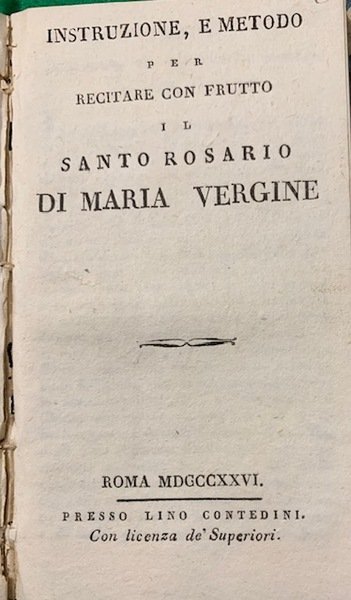 INSTRUZIONE, E METODO
PER
RECITARE CON FRUTTO
IL
SANTO ROSARIO
DI MARIA VERGINE
ROMA MDCCCXXVI.
PRESSO LINO CONTEDINI.
Con licenza de' Superiori.